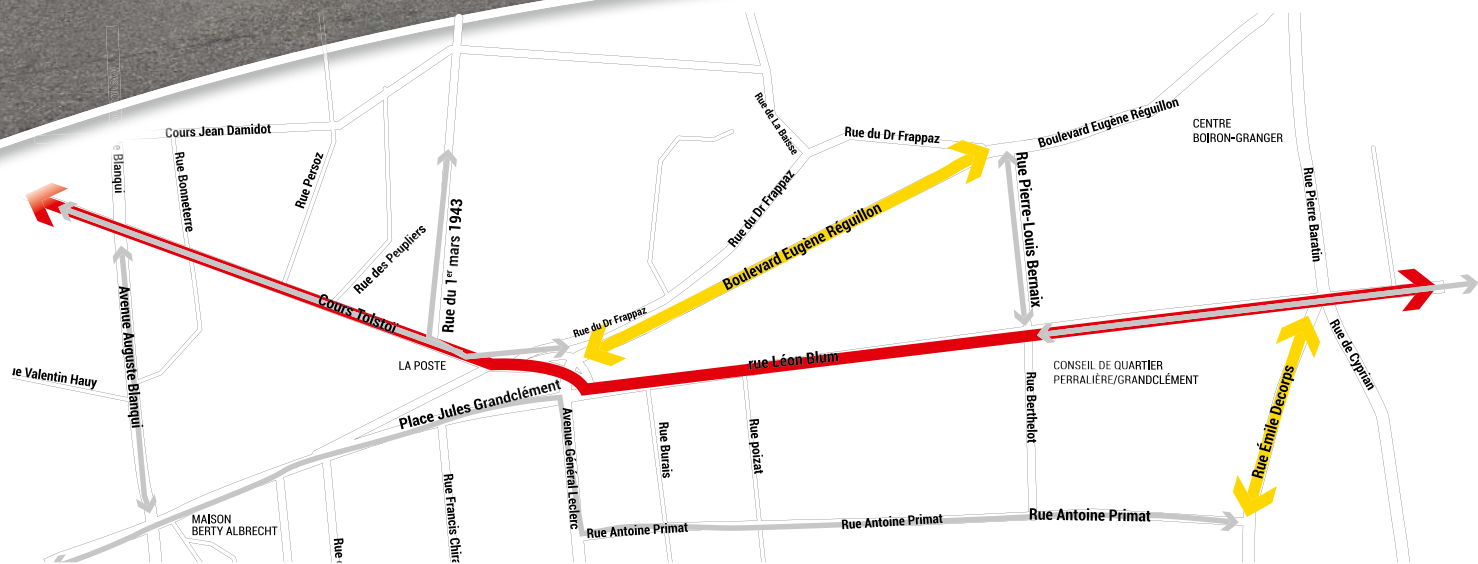 Cours Jean Damidot
Rue de La Baisse
Rue du Dr Frappaz
Boulevard Eugène Réguillon
CENTRE
BOIRON-GRANGER
e Blanqui
Rue Bonneterre
Rue Persoz
Rue du 1er mars 1943
Rue du Dr Frappaz
Boulevard Eugène Réguillon
Rue Pierre-Louis Bernaix
Rue Pierre Baratin
Rue des Peupliers
Avenue Auguste Blanqui
Cours Tolstoï
Rue du Dr Frappaz
LA POSTE
rue Léon Blum
CONSEIL DE QUARTIER
PERRALIÈRE/GRANDCLÉMENT
Rue de Cyprian
ue Valentin Hauy
Place Jules Grandclément
Avenue Général Leclerc
Rue Burais
Rue poizat
Rue Berthelot
Rue Émile Decorps
MAISON
BERTY ALBRECHT
Rue Francis Chira
Rue
Rue Antoine Primat
Rue Antoine Primat
Rue Antoine Primat